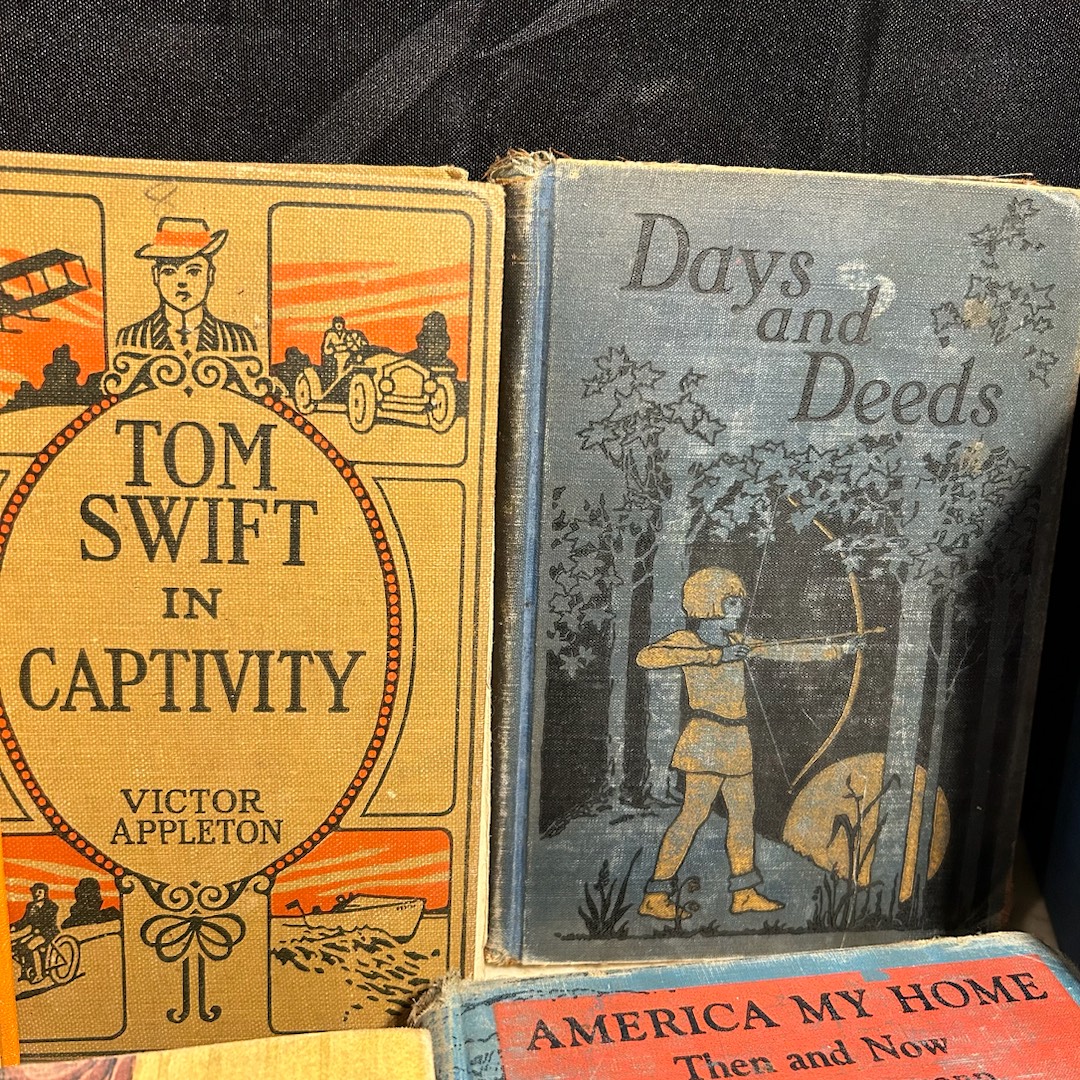 TOM
SWIFT
IN
CAPTIVITY
VICTOR
APPLETON
Days
and
Deeds
AMERICA MY HOME
Then and Now